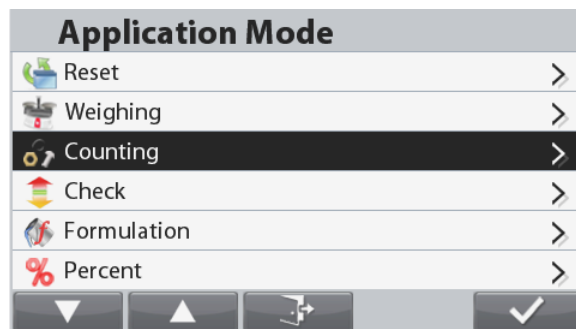 Application Mode
Reset
Weighing
Counting
Check
Formulation
Percent